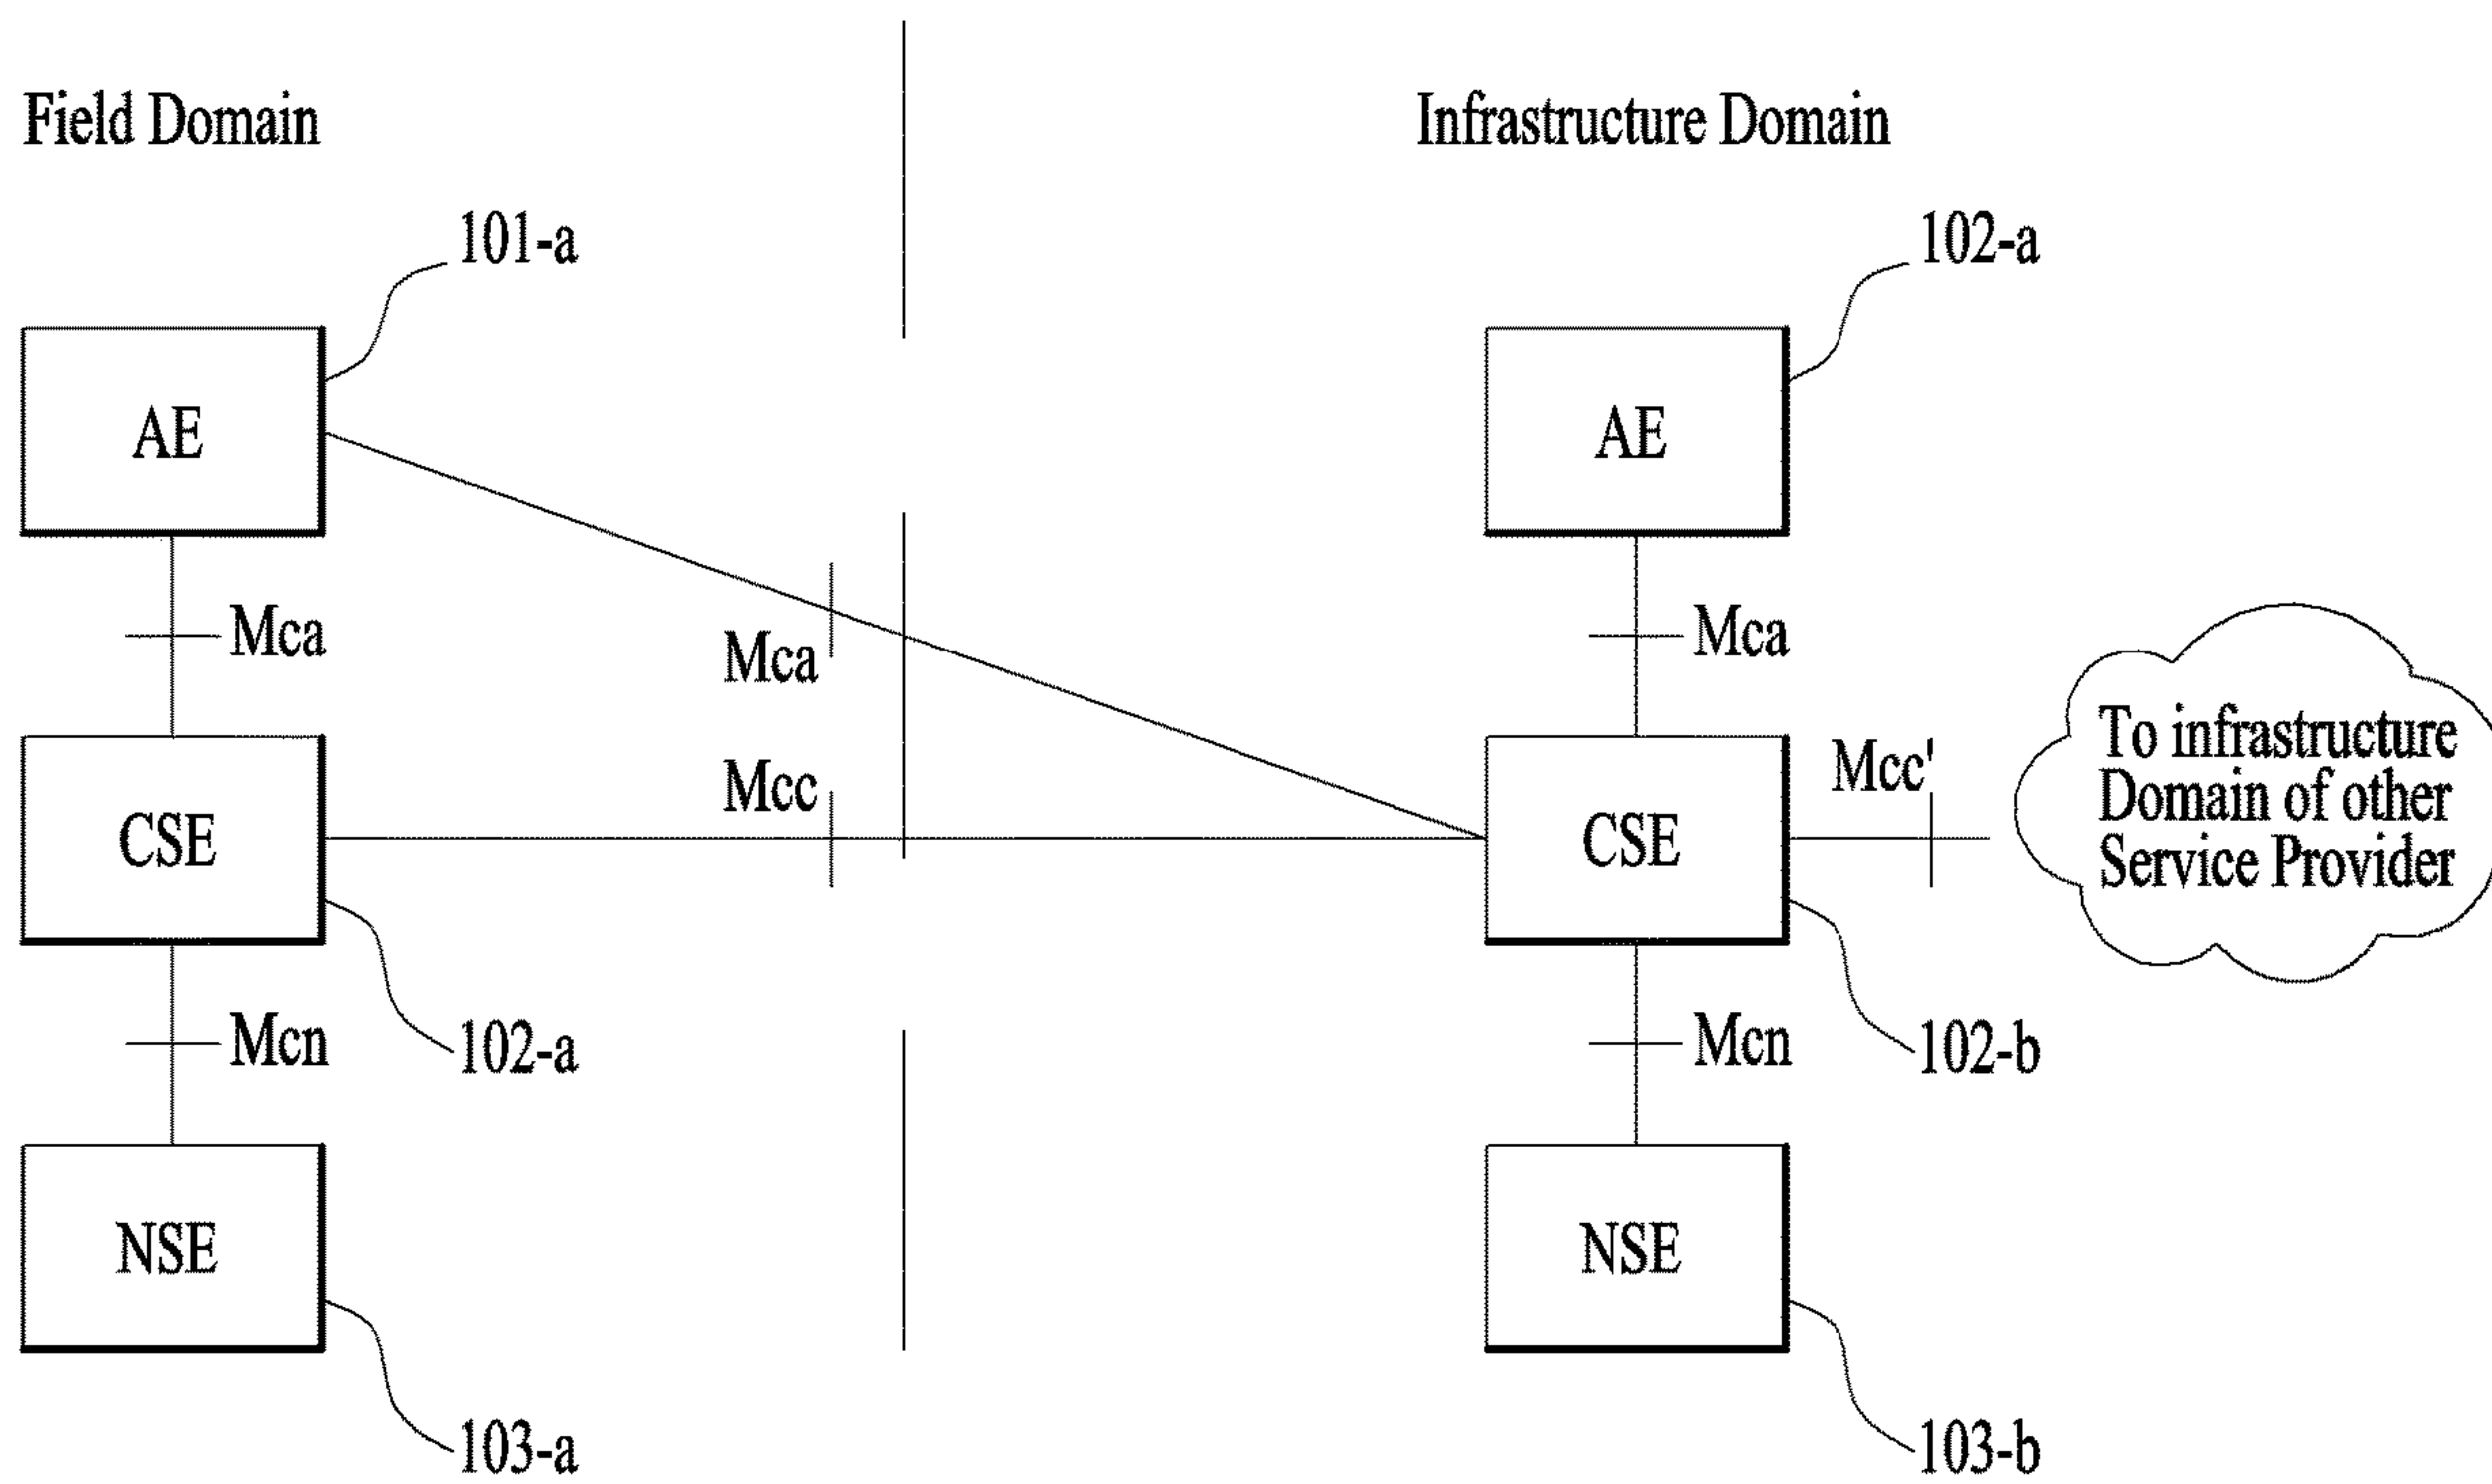 Field Domain
Infrastructure Domain
101-a
102-a
AE
AE
Mca
Mca
Mca
Mcc
Mcc'
To infrastructure
Domain of other
Service Provider
CSE
CSE
102-a
102-b
Mcn
Mcn
NSE
NSE
103-a
103-b